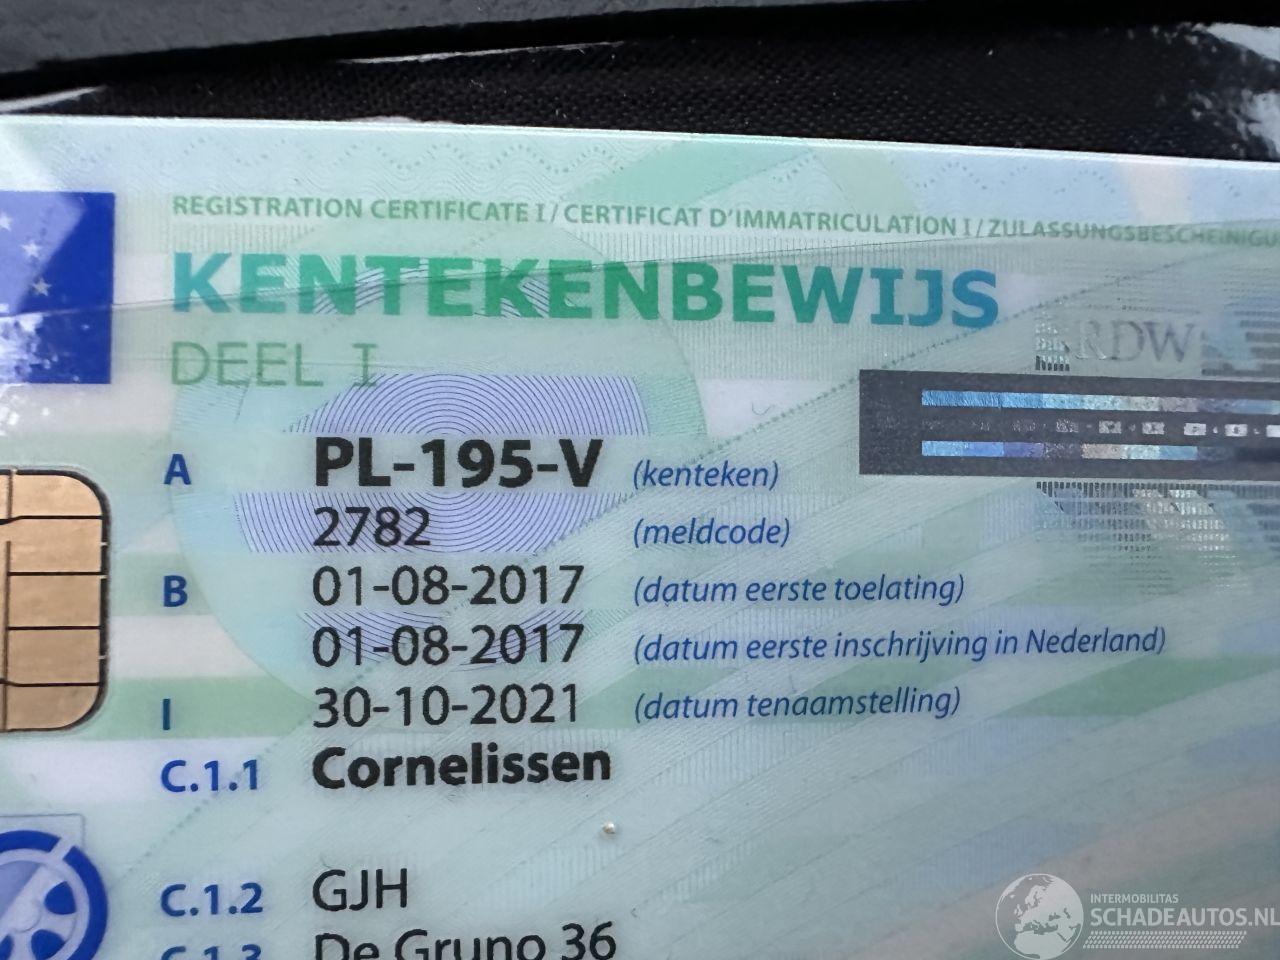 REGISTRATION CERTIFICATE I / CERTIFICAT D'IMMATRICULATION I / ZULASSUNGSBESCHEINIGU
KENTEKENBEWIJS
DEEL I
RDW
A PL-195-V (kenteken)
2782 (meldcode)
B 01-08-2017 (datum eerste toelating)
01-08-2017 (datum eerste inschrijving in Nederland)
I 30-10-2021 (datum tenaamstelling)
C.1.1 Cornelissen
C.1.2 GJH
C.1.3 De Gruno 36
INTERMOBILITAS
SCHADEAUTOS.NL